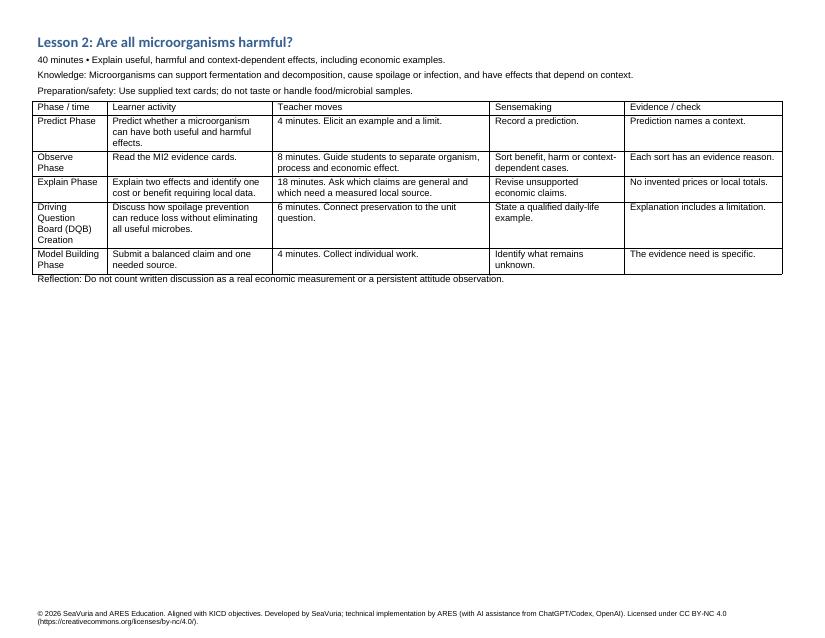 Lesson 2: Are all microorganisms harmful?
40 minutes • Explain useful, harmful and context-dependent effects, including economic examples.
Knowledge: Microorganisms can support fermentation and decomposition, cause spoilage or infection, and have effects that depend on context.
Preparation/safety: Use supplied text cards; do not taste or handle food/microbial samples.
Phase / time
Learner activity
Teacher moves
Sensemaking
Evidence / check
Predict Phase
Predict whether a microorganism
can have both useful and harmful
effects.
4 minutes. Elicit an example and a limit.
Record a prediction.
Prediction names a context.
Observe
Phase
Read the MI2 evidence cards.
8 minutes. Guide students to separate organism,
process and economic effect.
Sort benefit, harm or context-
dependent cases.
Each sort has an evidence reason.
Explain Phase
Explain two effects and identify one
cost or benefit requiring local data.
18 minutes. Ask which claims are general and
which need a measured local source.
Revise unsupported
economic claims.
No invented prices or local totals.
Driving
Question
Board (DQB)
Creation
Discuss how spoilage prevention
can reduce loss without eliminating
all useful microbes.
6 minutes. Connect preservation to the unit
question.
State a qualified daily-life
example.
Explanation includes a limitation.
Model Building
Phase
Submit a balanced claim and one
needed source.
4 minutes. Collect individual work.
Identify what remains
unknown.
The evidence need is specific.
Reflection: Do not count written discussion as a real economic measurement or a persistent attitude observation.
© 2026 SeaVuria and ARES Education. Aligned with KICD objectives. Developed by SeaVuria; technical implementation by ARES (with AI assistance from ChatGPT/Codex, OpenAI). Licensed under CC BY-NC 4.0
(https://creativecommons.org/licenses/by-nc/4.0/).